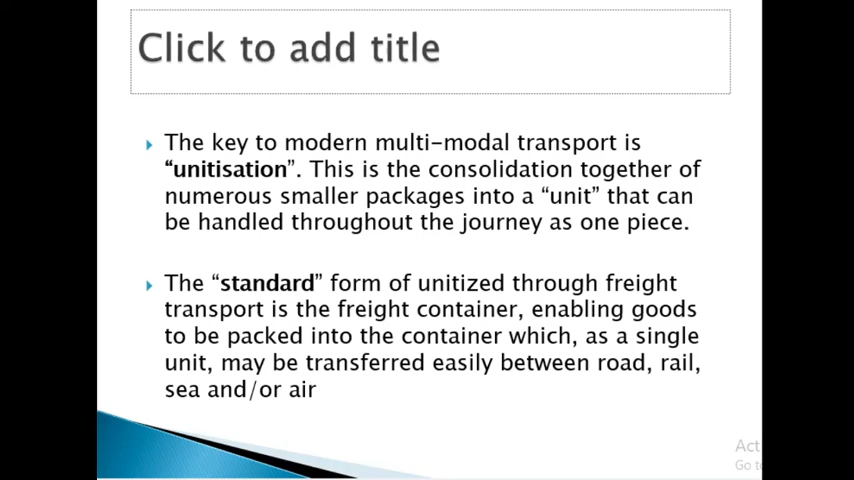 Click to add title
The key to modern multi-modal transport is
“unitisation”. This is the consolidation together of
numerous smaller packages into a “unit” that can
be handled throughout the journey as one piece.
The “standard” form of unitized through freight
transport is the freight container, enabling goods
to be packed into the container which, as a single
unit, may be transferred easily between road, rail,
sea and/or air
Act
Go to